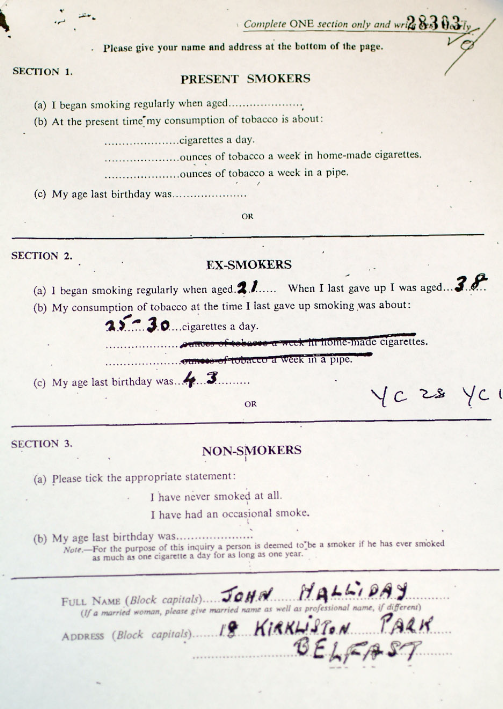 Complete ONE section only and write clearly
28303
Please give your name and address at the bottom of the page.
SECTION 1.
PRESENT SMOKERS
(a) I began smoking regularly when aged....................
(b) At the present time my consumption of tobacco is about:
....................cigarettes a day.
....................ounces of tobacco a week in home-made cigarettes.
....................ounces of tobacco a week in a pipe.
(c) My age last birthday was....................
OR
SECTION 2.
EX-SMOKERS
(a) I began smoking regularly when aged 21...... When I last gave up I was aged...38
(b) My consumption of tobacco at the time I last gave up smoking was about:
25-30...cigarettes a day.
....................ounces of tobacco a week in home-made cigarettes.
....................ounces of tobacco a week in a pipe.
(c) My age last birthday was...43.........
OR
YC 28 YC
SECTION 3.
NON-SMOKERS
(a) Please tick the appropriate statement:
I have never smoked at all.
I have had an occasional smoke.
(b) My age last birthday was....................
Note.—For the purpose of this inquiry a person is deemed to be a smoker if he has ever smoked
as much as one cigarette a day for as long as one year.
FULL NAME (Block capitals).....JOHN HALLIDAY
(If a married woman, please give married name as well as professional name, if different)
ADDRESS (Block capitals).....18 KIRKLISTON PARK
BELFAST